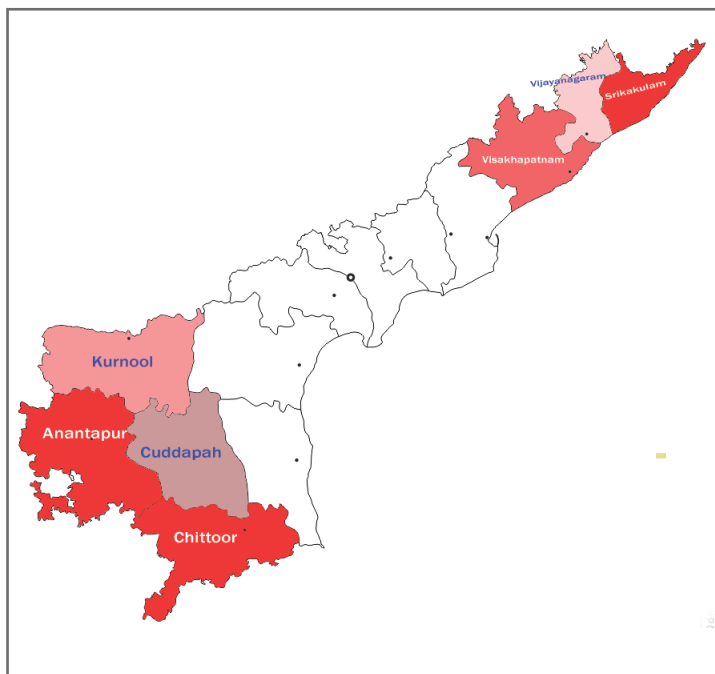 Vijayanagaram
Srikakulam
Visakhapatnam
Kurnool
Anantapur
Cuddapah
Chittoor